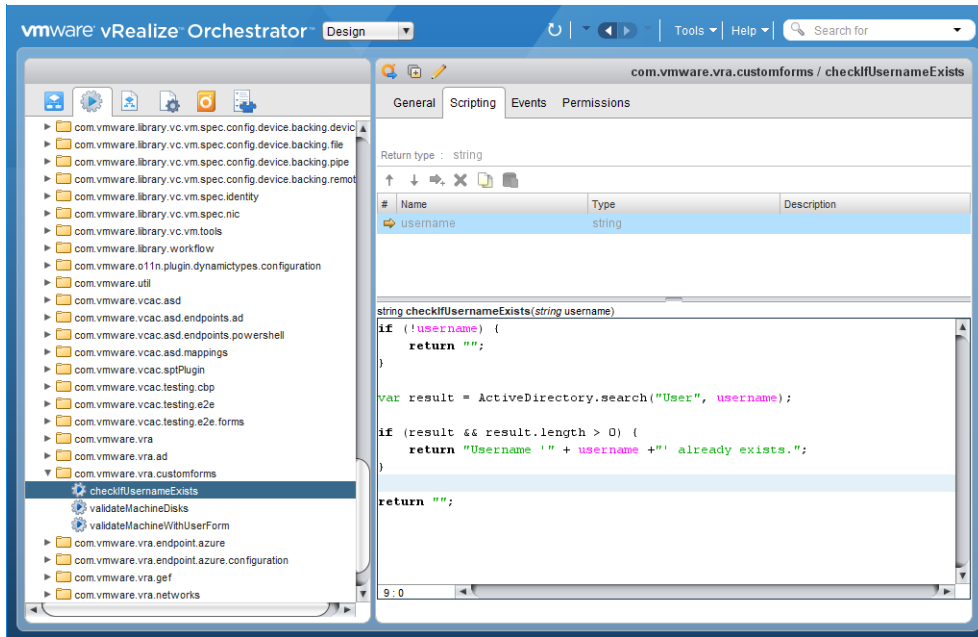 vmware vRealize™ Orchestrator™ Design Tools Help Search for
com.vmware.library.vc.vm.spec.config.device.backing.devic
com.vmware.library.vc.vm.spec.config.device.backing.file
com.vmware.library.vc.vm.spec.config.device.backing.pipe
com.vmware.library.vc.vm.spec.config.device.backing.remot
com.vmware.library.vc.vm.spec.identity
com.vmware.library.vc.vm.spec.nic
com.vmware.library.vc.vm.tools
com.vmware.library.workflow
com.vmware.o11n.plugin.dynamictypes.configuration
com.vmware.util
com.vmware.vcac.asd
com.vmware.vcac.asd.endpoints.ad
com.vmware.vcac.asd.endpoints.powershell
com.vmware.vcac.asd.mappings
com.vmware.vcac.sptPlugin
com.vmware.vcac.testing.cbp
com.vmware.vcac.testing.e2e
com.vmware.vcac.testing.e2e.forms
com.vmware.vra
com.vmware.vra.ad
com.vmware.vra.customforms
checkIfUsernameExists
validateMachineDisks
validateMachineWithUserForm
com.vmware.vra.endpoint.azure
com.vmware.vra.endpoint.azure.configuration
com.vmware.vra.gef
com.vmware.vra.networks
com.vmware.vra.customforms / checkIfUsernameExists
General Scripting Events Permissions
Return type : string
# Name Type Description
username string
string checkIfUsernameExists(string username)
if (!username) {
return "";
}
var result = ActiveDirectory.search("User", username);
if (result && result.length > 0) {
return "Username '" + username +"' already exists.";
}
return "";
9 : 0